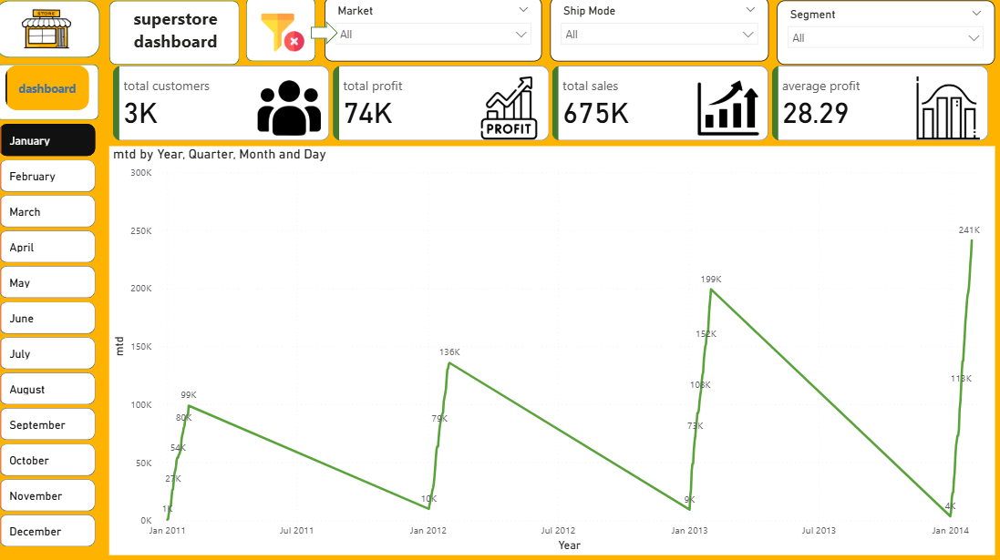 STORE
superstore
dashboard
Market
All
Ship Mode
All
Segment
All
dashboard
total customers
3K
total profit
74K
PROFIT
total sales
675K
average profit
28.29
January
February
March
April
May
June
July
August
September
October
November
December
mtd by Year, Quarter, Month and Day
mtd
300K
250K
200K
150K
100K
50K
0K
1K
27K
54K
80K
99K
10K
79K
136K
9K
73K
108K
152K
199K
4K
113K
241K
Jan 2011
Jul 2011
Jan 2012
Jul 2012
Jan 2013
Jul 2013
Jan 2014
Year